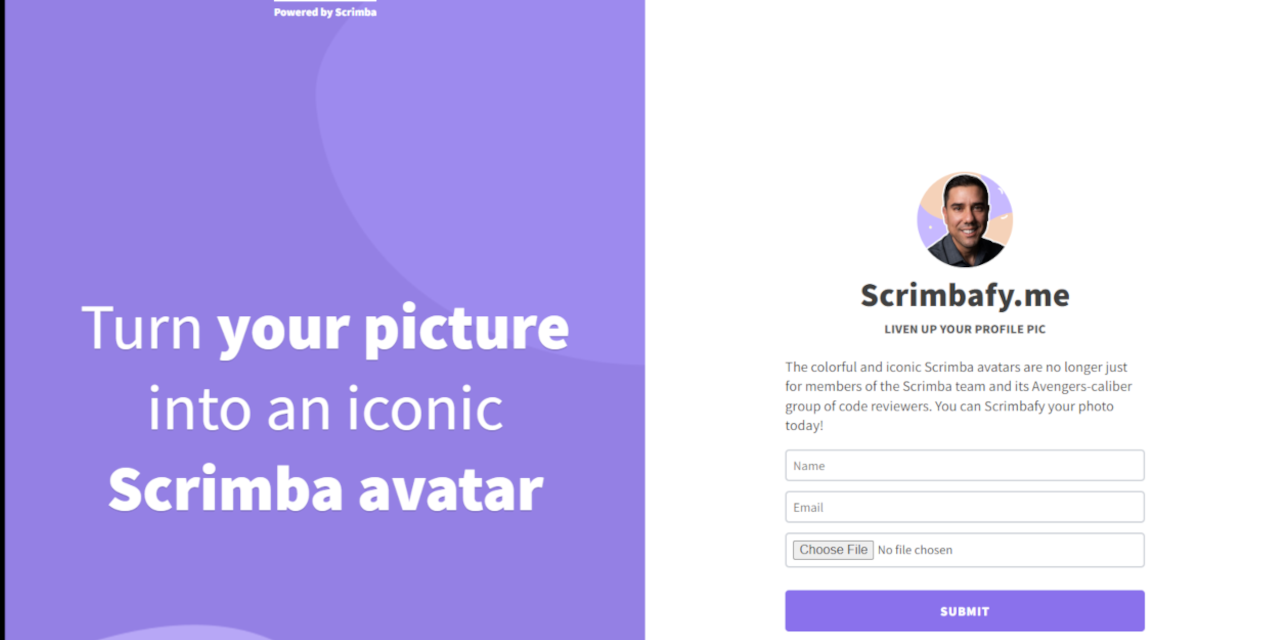 Powered by Scrimba
Turn your picture
into an iconic
Scrimba avatar
Scrimbafy.me
LIVEN UP YOUR PROFILE PIC
The colorful and iconic Scrimba avatars are no longer just
for members of the Scrimba team and its Avengers-caliber
group of code reviewers. You can Scrimbafy your photo
today!
Name
Email
Choose File No file chosen
SUBMIT